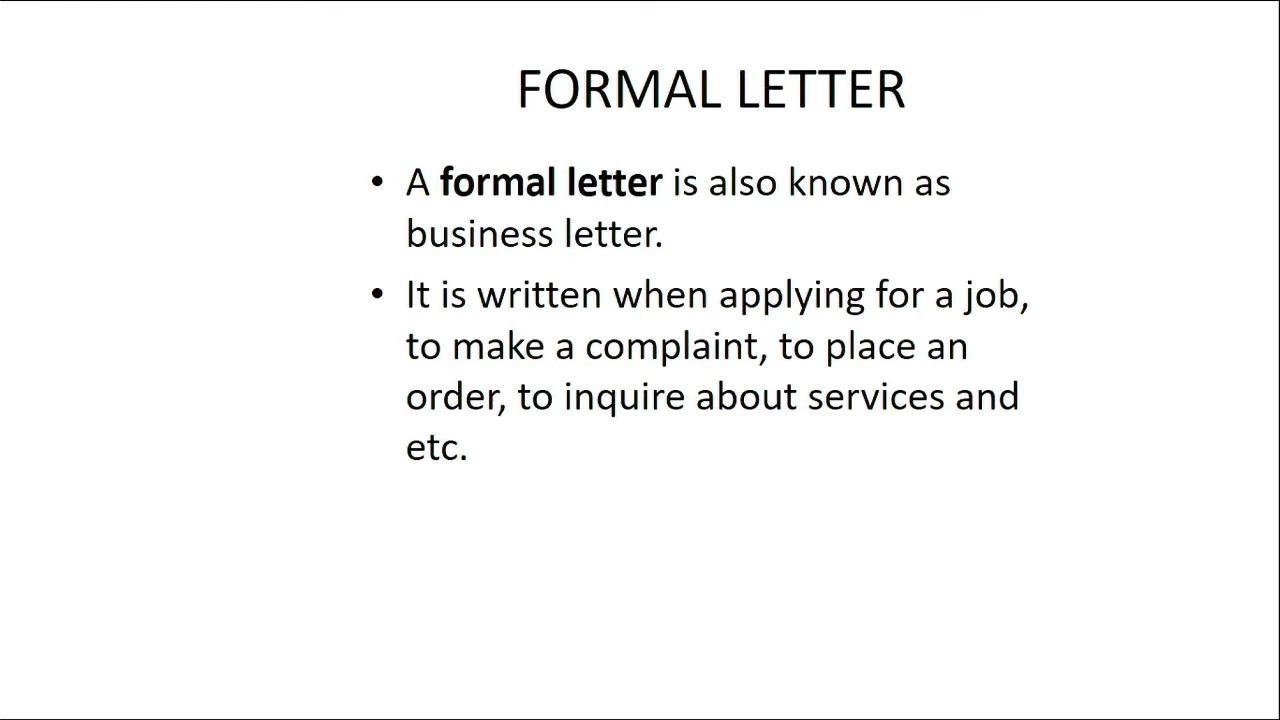 FORMAL LETTER
• A formal letter is also known as
business letter.
• It is written when applying for a job,
to make a complaint, to place an
order, to inquire about services and
etc.